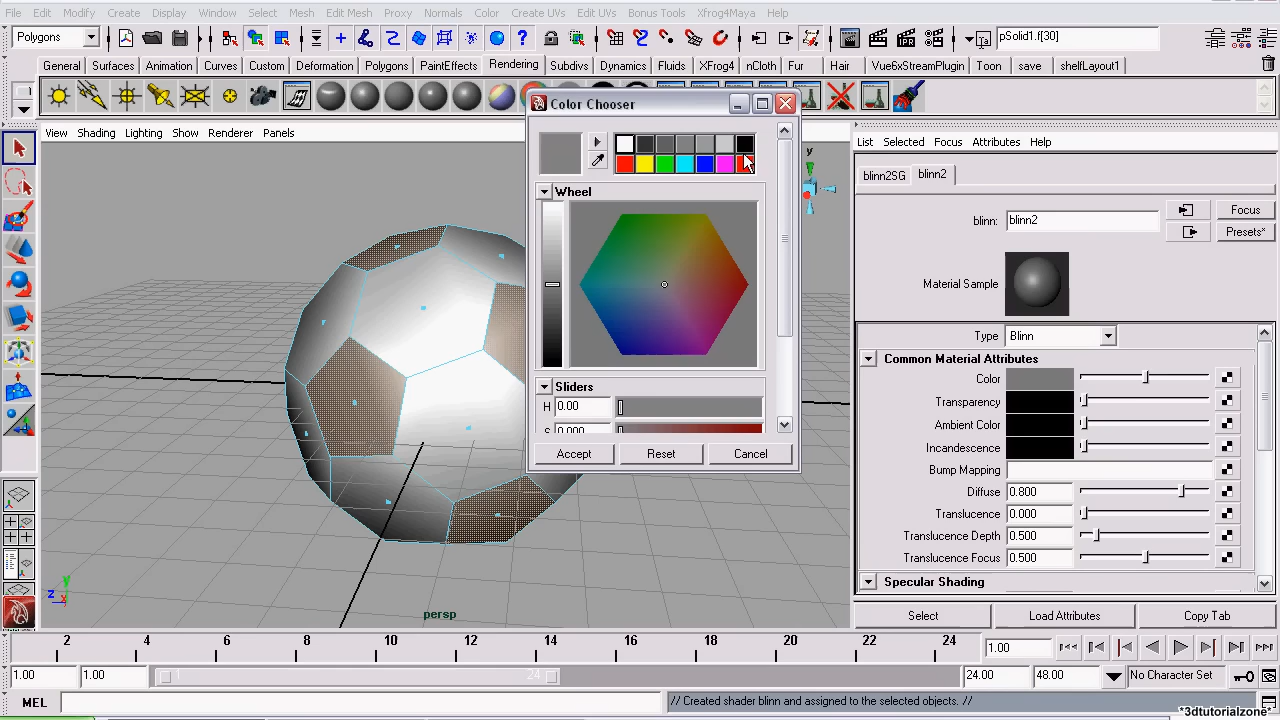 File Edit Modify Create Display Window Select Mesh Edit Mesh Proxy Normals Color Create UVs Edit UVs Bonus Tools Xfrog4Maya Help
Polygons
pSolid1.f[30]
General Surfaces Animation Curves Custom Deformation Polygons PaintEffects Rendering Subdivs Dynamics Fluids XFrog4 nCloth Fur Hair Vue6xStreamPlugin Toon save shelfLayout1
IPR
View Shading Lighting Show Renderer Panels
Color Chooser
Wheel
Sliders
H 0.00
S 0.000
Accept Reset Cancel
y
List Selected Focus Attributes Help
blinn2SG blinn2
blinn: blinn2
Focus
Presets*
Material Sample
Type Blinn
Common Material Attributes
Color
Transparency
Ambient Color
Incandescence
Bump Mapping
Diffuse 0.800
Translucence 0.000
Translucence Depth 0.500
Translucence Focus 0.500
Specular Shading
Select Load Attributes Copy Tab
y
z x
persp
2 4 6 8 10 12 14 16 18 20 22 24
1.00
1.00 1.00 1 24 24.00 48.00 No Character Set
MEL // Created shader blinn and assigned to the selected objects. //
*3dtutorialzone*